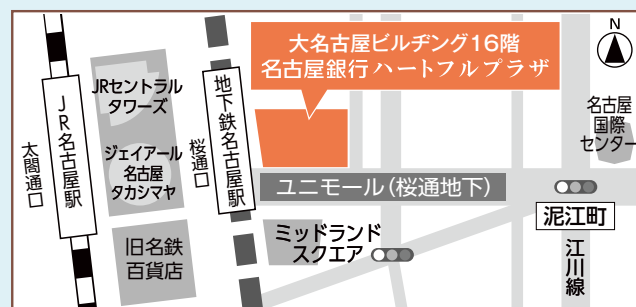 大名古屋ビルヂング16階
名古屋銀行 ハートフルプラザ
N
JRセントラル
タワーズ
JR名古屋駅
太閤通口
ジェイアール
名古屋
タカシマヤ
桜通口
地下鉄名古屋駅
名古屋
国際
センター
ユニモール(桜通地下)
泥江町
江川線
旧名鉄
百貨店
ミッドランド
スクエア